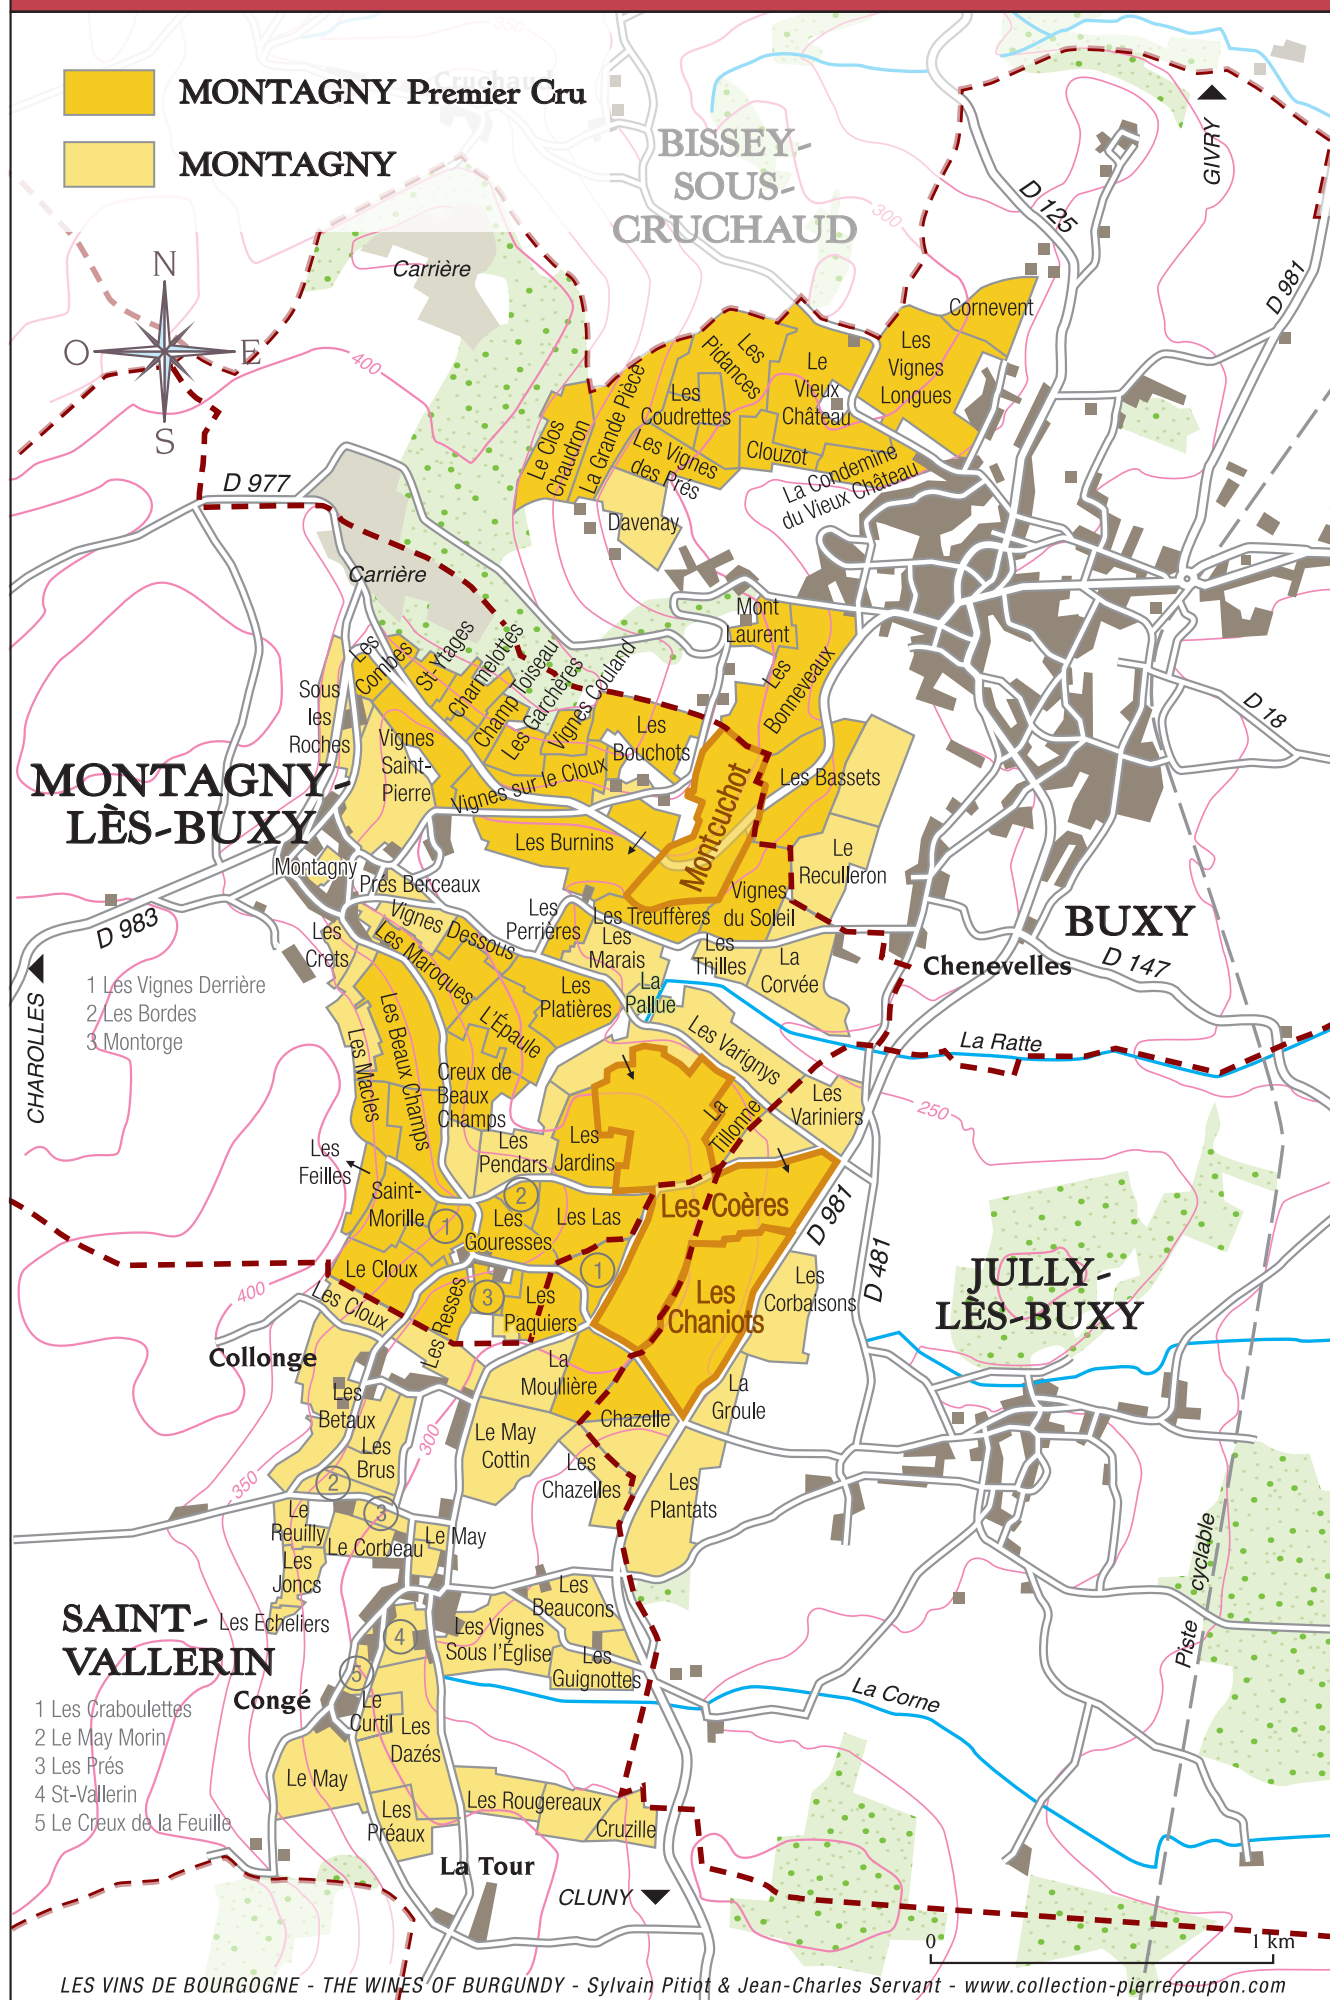 350
Cruchaud
MONTAGNY Premier Cru
MONTAGNY
BISSEY-
SOUS-
CRUCHAUD
GIVRY
300
D 125
D 981
N
O
E
S
Carrière
400
Cornevent
Les
Vignes
Longues
Les
Pidances
Le
Vieux
Château
Les
Coudrettes
La Grande Pièce
Le Clos
Chaudron
Les Vignes
des Prés
Clouzot
La Condemine
du Vieux Château
Davenay
D 977
Carrière
Mont
Laurent
Les
Bonneveaux
Les
Combes
St-Ytages
Charmelottes
Champ Toiseau
Les Garchères
Vignes Couland
Sous
les
Roches
Vignes
Saint-
Pierre
Les
Bouchots
Vignes sur le Cloux
Montcuchot
Les Bassets
D 18
MONTAGNY-
LÈS-BUXY
Les Burnins
Le
Reculleron
Montagny
Prés Berceaux
Vignes
du Soleil
Vignes Dessous
Les
Perrières
Les Treuffères
Les
Marais
Les
Thilles
La
Corvée
BUXY
Chenevelles
D 147
D 983
Les
Crets
Les Maroques
La
Pallue
Les
Platières
CHAROLLES
1 Les Vignes Derrière
2 Les Bordes
3 Montorge
Les Beaux Champs
L'Épaule
Les Varignys
La Ratte
Les Macles
Creux de
Beaux
Champs
La
Tillonne
Les
Variniers
250
Les
Pendars
Les
Jardins
Les
Feilles
Saint-
Morille
2
1
Les
Gouresses
Les Las
Les Coères
D 981
D 481
Le Cloux
1
3
Les
Chaniots
Les
Corbaisons
JULLY-
LÈS-BUXY
400
Les Cloux
Les Resses
Les
Paquiers
Collonge
La
Moullière
La
Groule
Les
Betaux
Chazelle
Le May
Cottin
Les
Brus
300
Les
Chazelles
Les
Plantats
350
2
3
Le
Reuilly
Le Corbeau
Le May
Les
Joncs
Piste cyclable
Les Echeliers
SAINT-
VALLERIN
Les
Beaucons
4
Les Vignes
Sous l'Église
Les
Guignottes
5
Congé
Le
Curtil
La Corne
1 Les Craboulettes
2 Le May Morin
3 Les Prés
4 St-Vallerin
5 Le Creux de la Feuille
Les
Dazés
Le May
Les Rougereaux
Les
Préaux
Cruzille
La Tour
CLUNY
0
1 km
LES VINS DE BOURGOGNE - THE WINES OF BURGUNDY - Sylvain Pitiot & Jean-Charles Servant - www.collection-pierrepoupon.com